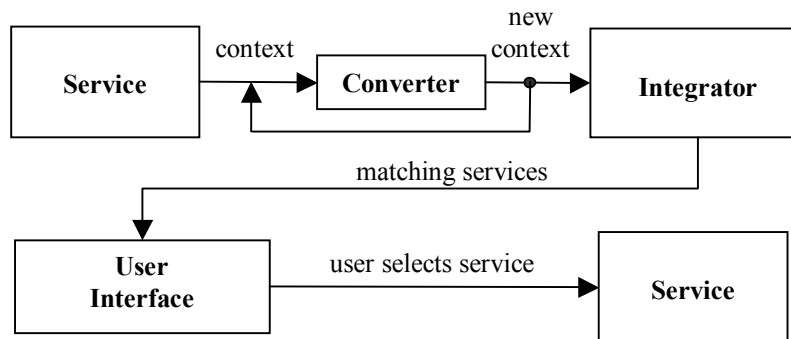 Service
context
Converter
new
context
Integrator
matching services
User
Interface
user selects service
Service